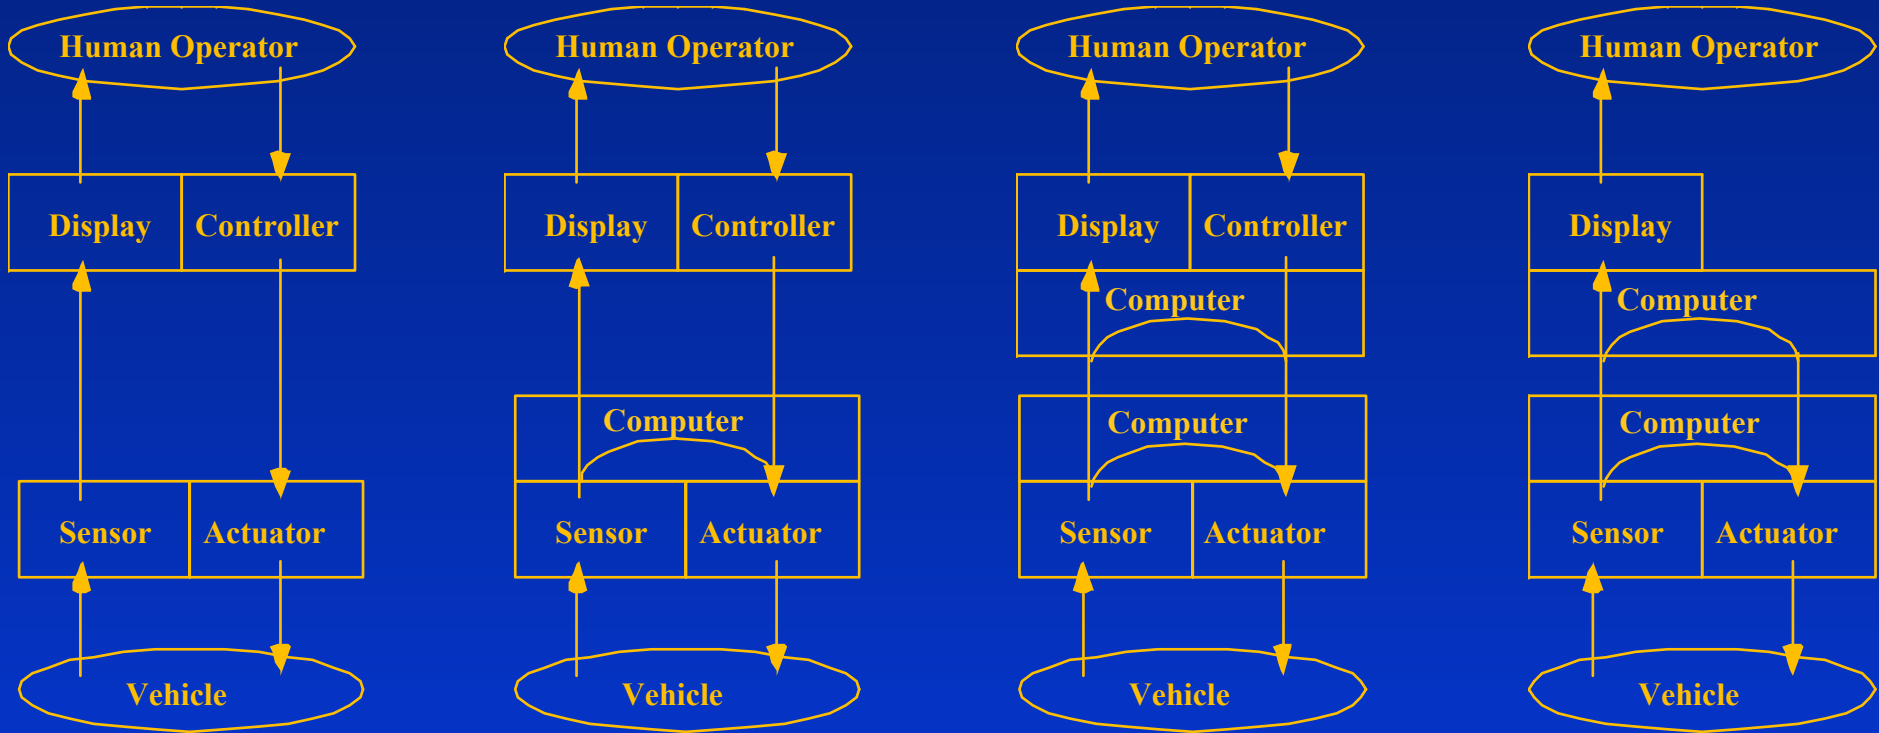 Human Operator
Display Controller
Sensor Actuator
Vehicle
Human Operator
Display Controller
Computer
Sensor Actuator
Vehicle
Human Operator
Display Controller
Computer
Computer
Sensor Actuator
Vehicle
Human Operator
Display
Computer
Computer
Sensor Actuator
Vehicle